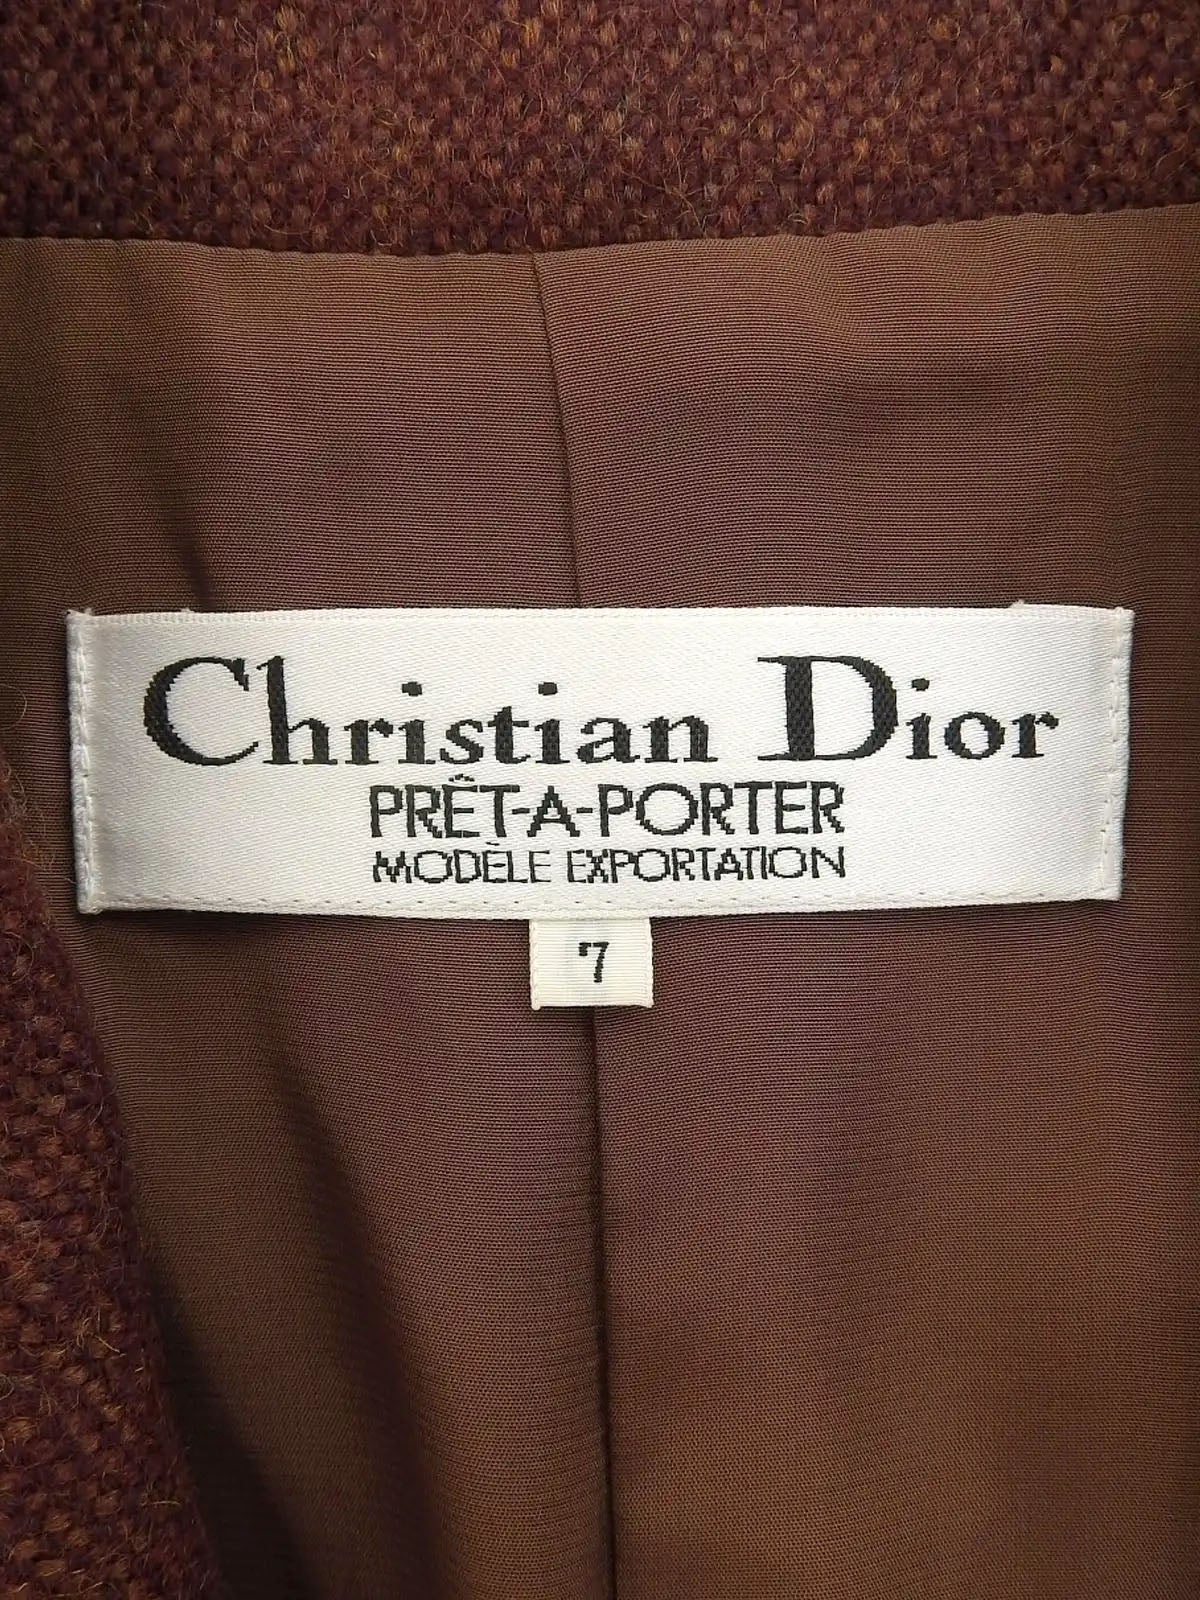 Christian Dior
PRÊT-A-PORTER
MODÈLE EXPORTATION
7